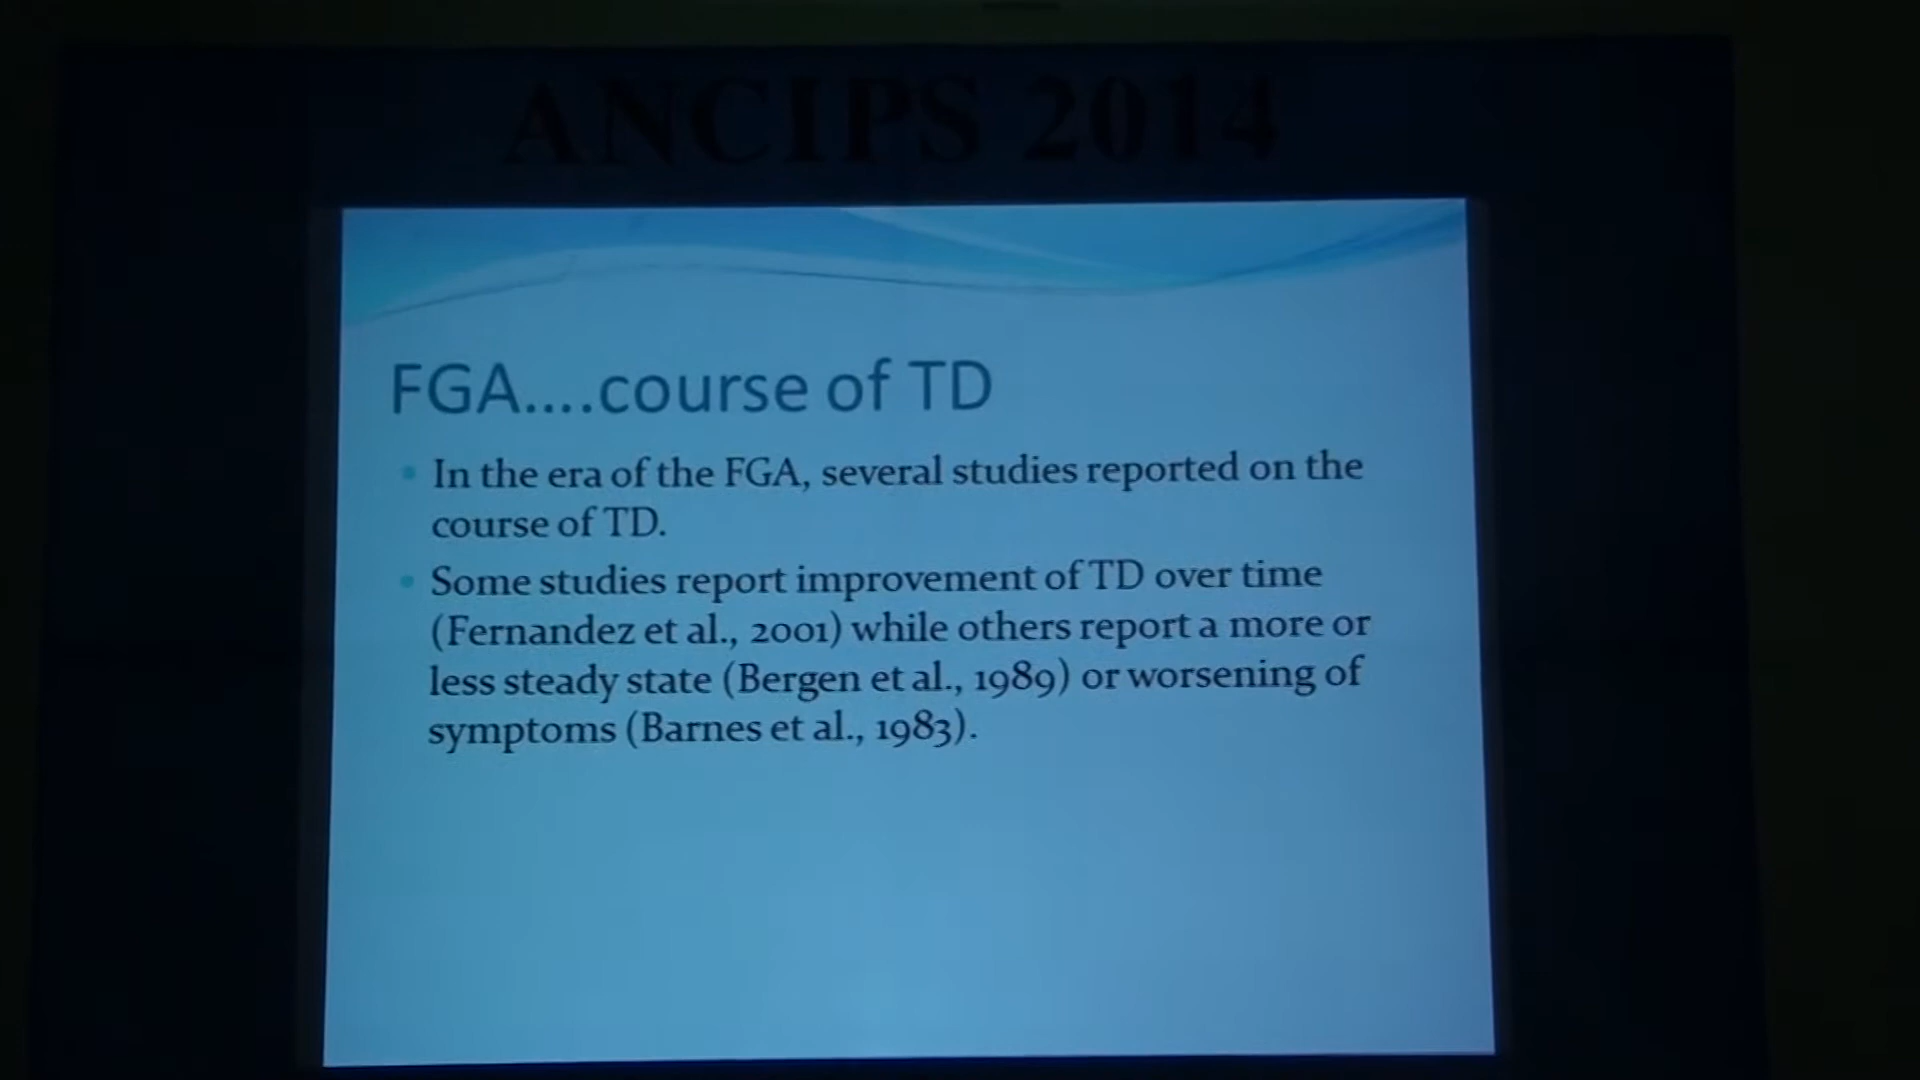 ANCIPS 2014
FGA....course of TD
• In the era of the FGA, several studies reported on the
course of TD.
• Some studies report improvement of TD over time
(Fernandez et al., 2001) while others report a more or
less steady state (Bergen et al., 1989) or worsening of
symptoms (Barnes et al., 1983).